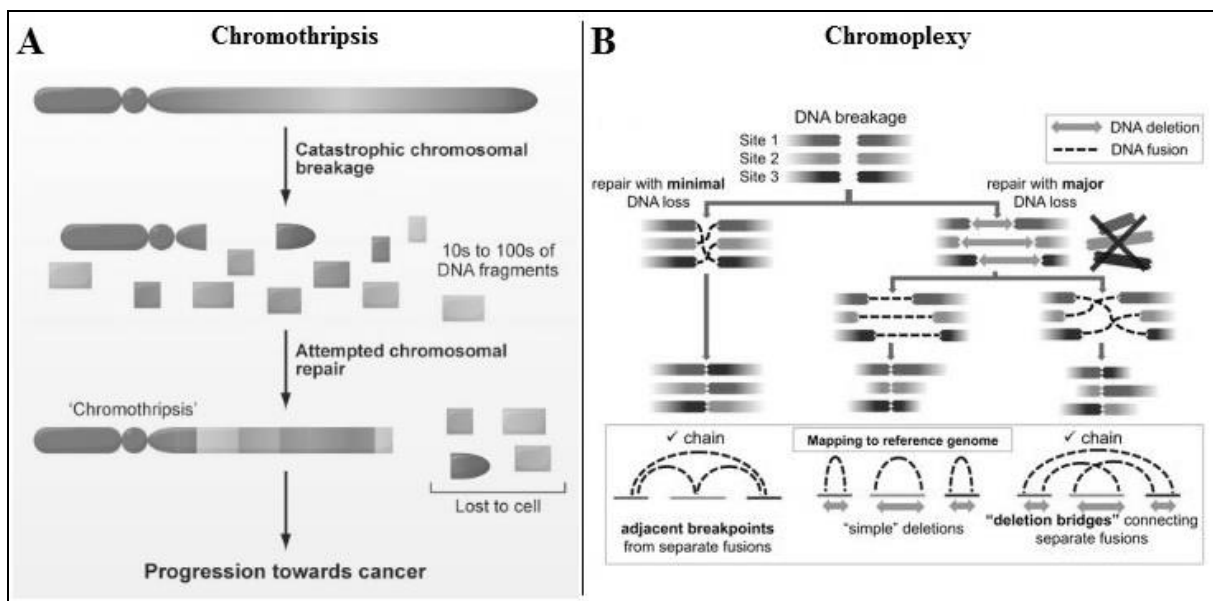 A
Chromothripsis
Catastrophic chromosomal
breakage
10s to 100s of
DNA fragments
Attempted chromosomal
repair
'Chromothripsis'
Lost to cell
Progression towards cancer
B
Chromoplexy
DNA breakage
Site 1
Site 2
Site 3
DNA deletion
DNA fusion
repair with minimal
DNA loss
repair with major
DNA loss
✓ chain
adjacent breakpoints
from separate fusions
Mapping to reference genome
"simple" deletions
✓ chain
"deletion bridges" connecting
separate fusions